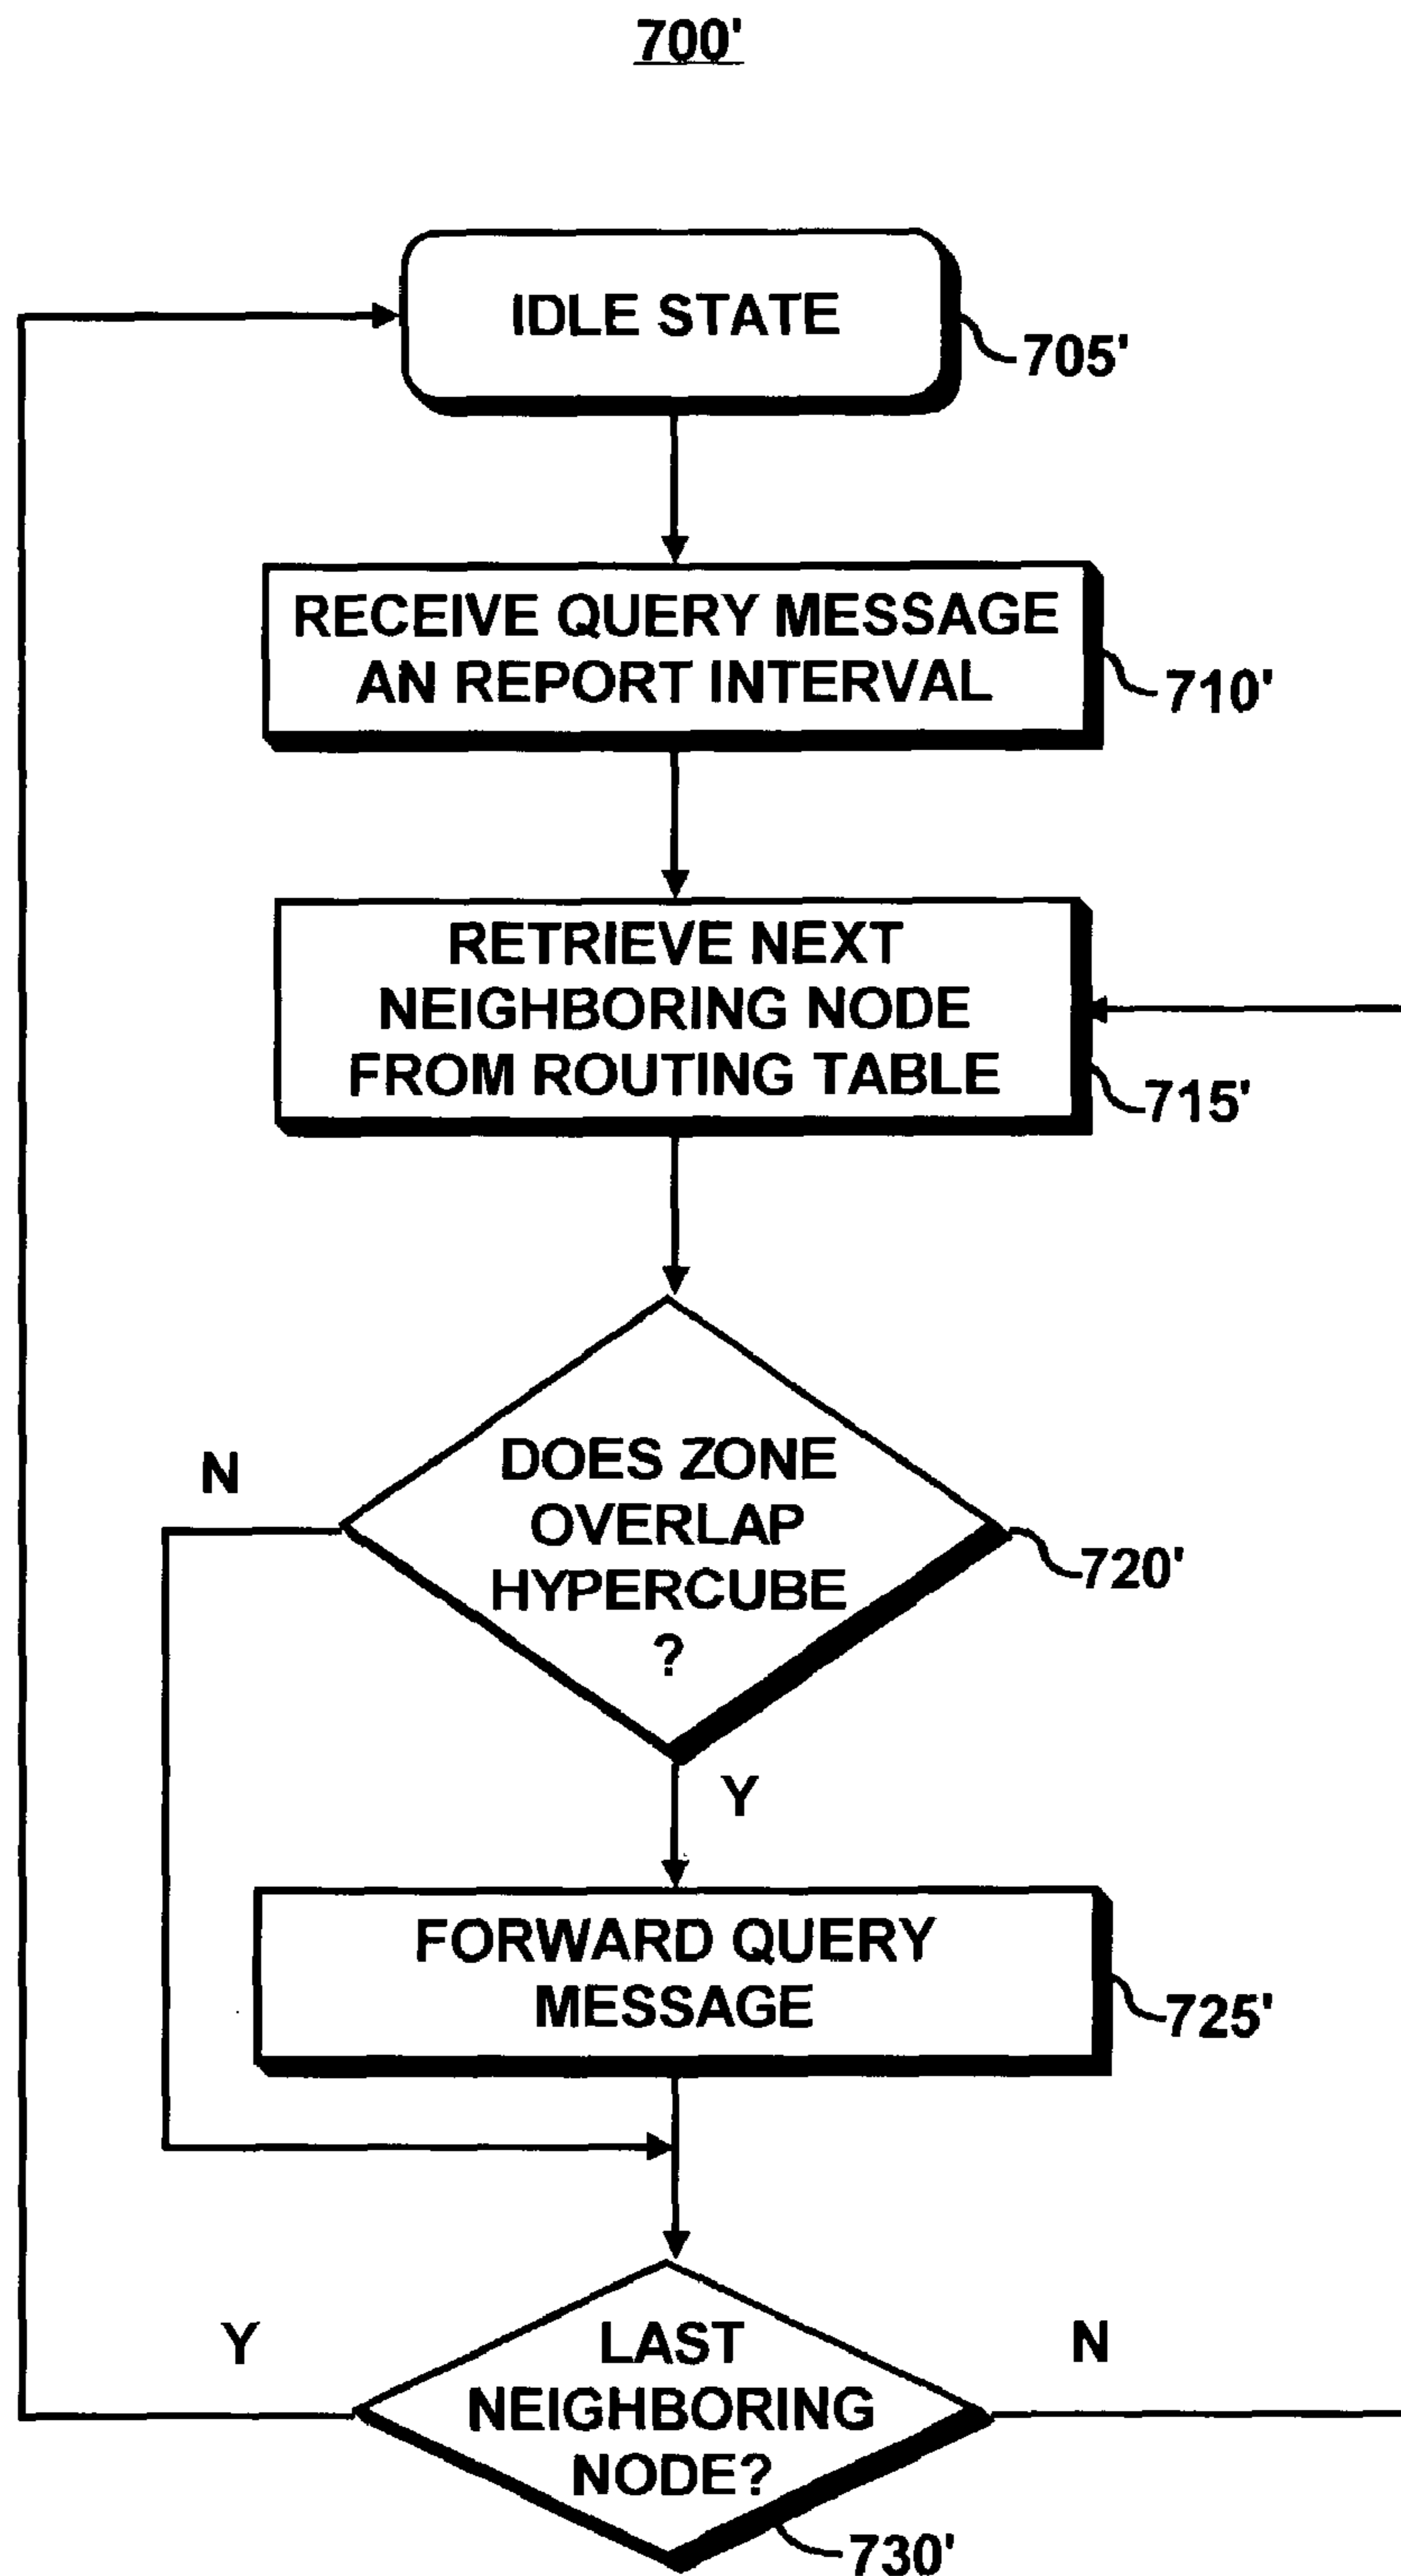 700'
IDLE STATE
705'
RECEIVE QUERY MESSAGE
AN REPORT INTERVAL
710'
RETRIEVE NEXT
NEIGHBORING NODE
FROM ROUTING TABLE
715'
DOES ZONE
OVERLAP
HYPERCUBE
?
N
720'
Y
FORWARD QUERY
MESSAGE
725'
Y
LAST
NEIGHBORING
NODE?
N
730'